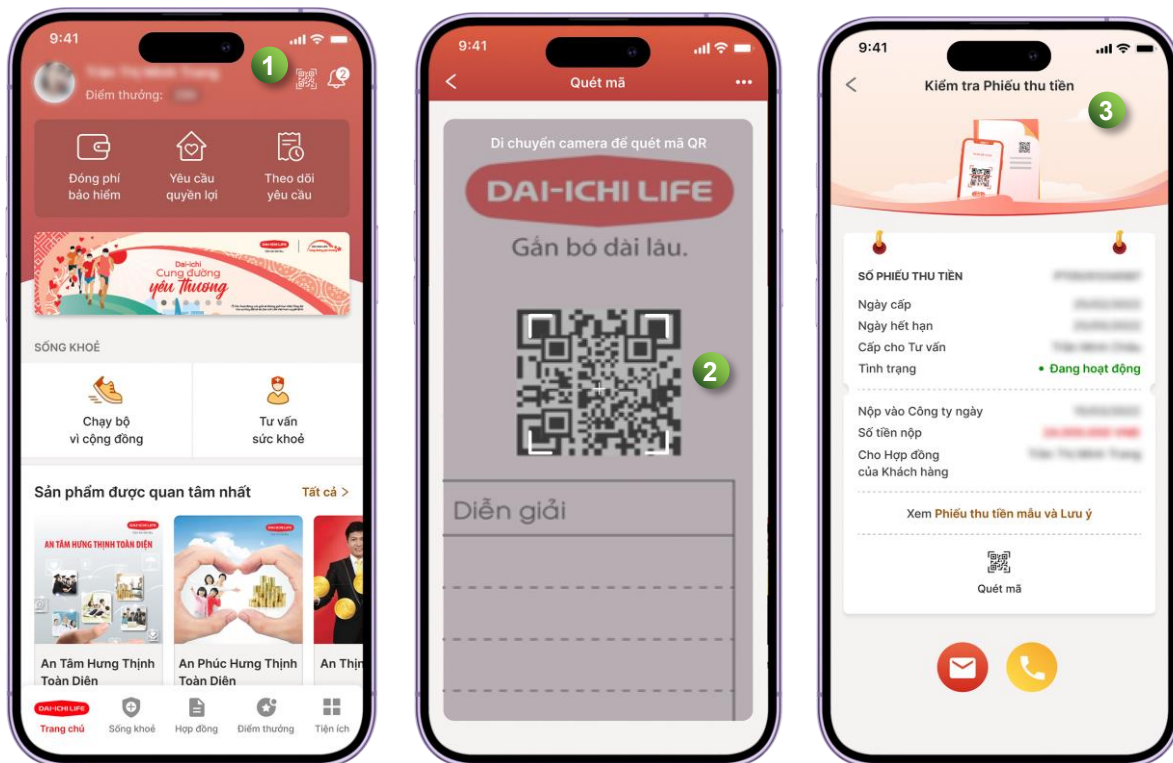 9:41
1
2
Điểm thưởng:
Đóng phí
bảo hiểm
Yêu cầu
quyền lợi
Theo dõi
yêu cầu
Dai-ichi
Cung đường
yêu Thương
SỐNG KHOẺ
Chạy bộ
vì cộng đồng
Tư vấn
sức khoẻ
Sản phẩm được quan tâm nhất
Tất cả >
DAI-ICHI LIFE
AN TÂM HƯNG THỊNH TOÀN DIỆN
An Tâm Hưng Thịnh
Toàn Diện
An Phúc Hưng Thịnh
Toàn Diện
An Thịn
DAI-ICHI LIFE
Trang chủ
Sống khoẻ
Hợp đồng
Điểm thưởng
Tiện ích
9:41
Quét mã
Di chuyển camera để quét mã QR
DAI-ICHI LIFE
Gắn bó dài lâu.
2
Diễn giải
9:41
Kiểm tra Phiếu thu tiền
3
SỐ PHIẾU THU TIỀN
Ngày cấp
Ngày hết hạn
Cấp cho Tư vấn
Tình trạng
• Đang hoạt động
Nộp vào Công ty ngày
Số tiền nộp
Cho Hợp đồng
của Khách hàng
Xem Phiếu thu tiền mẫu và Lưu ý
Quét mã